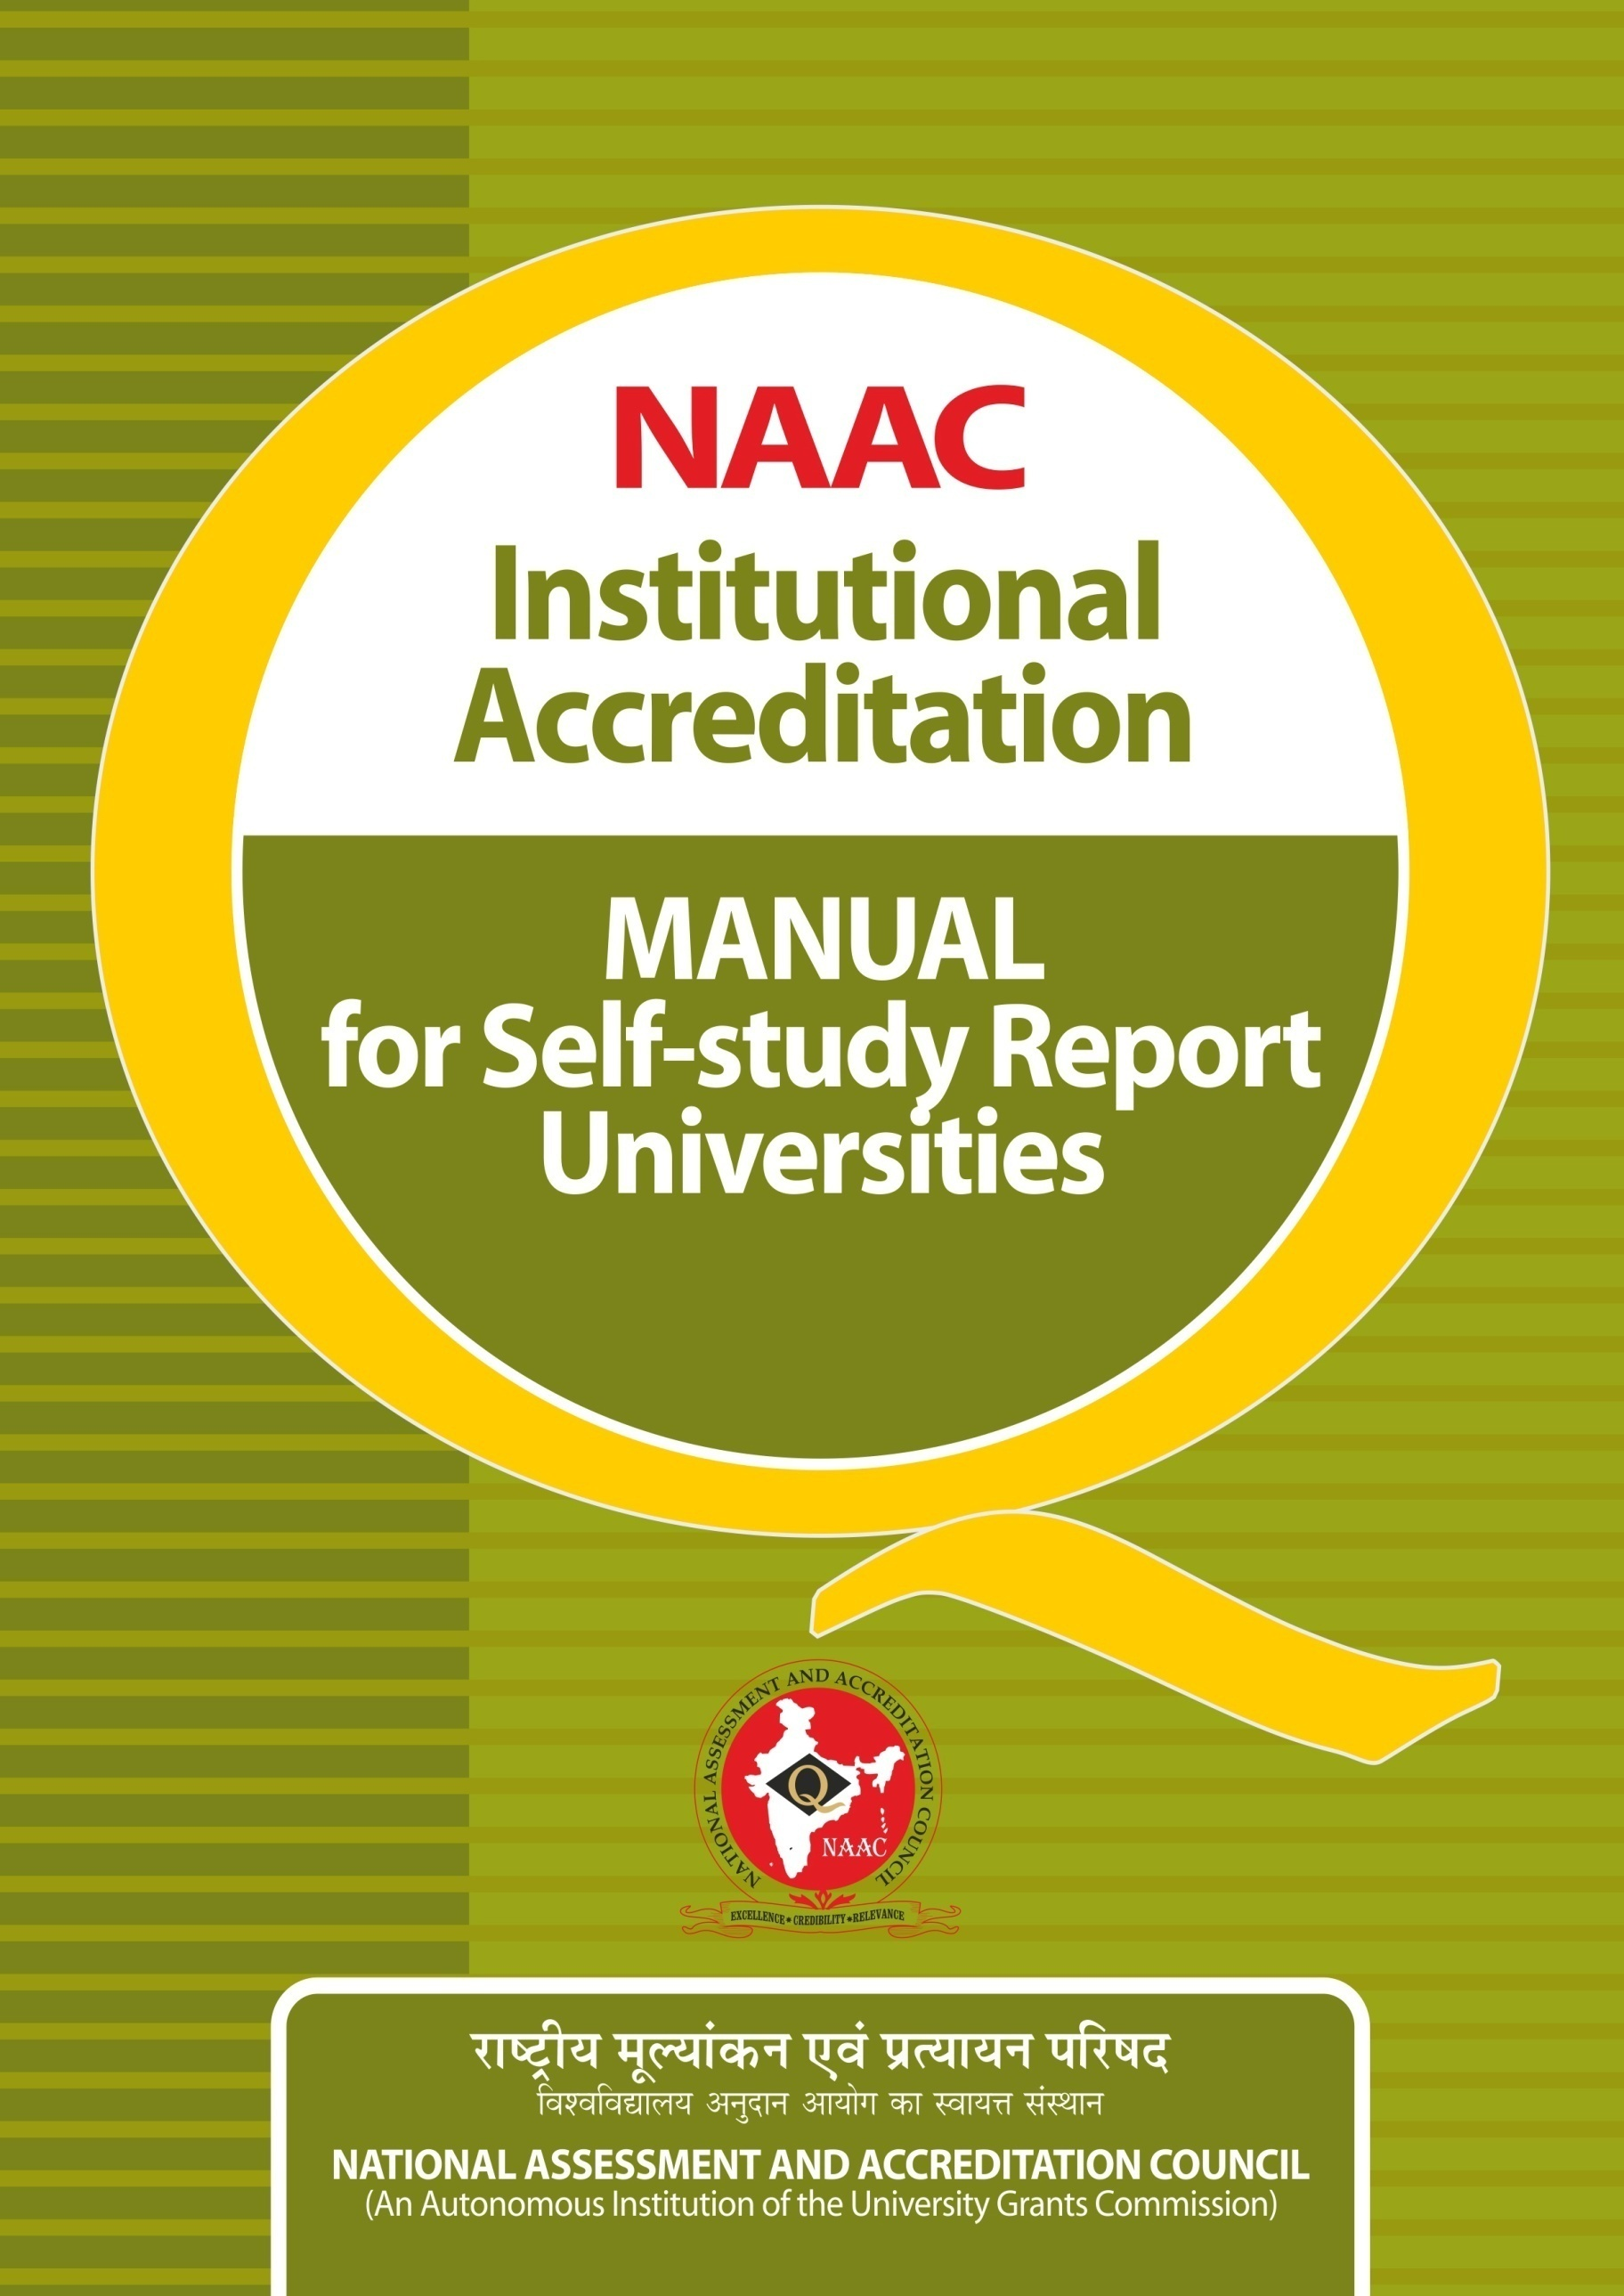 NAAC
Institutional
Accreditation
MANUAL
for Self-study Report
Universities
NATIONAL ASSESSMENT AND ACCREDITATION COUNCIL
Q
NAAC
EXCELLENCE • CREDIBILITY • RELEVANCE
राष्ट्रीय मूल्यांकन एवं प्रत्यायन परिषद
विश्वविद्यालय अनुदान आयोग का स्वायत्त संस्थान
NATIONAL ASSESSMENT AND ACCREDITATION COUNCIL
(An Autonomous Institution of the University Grants Commission)